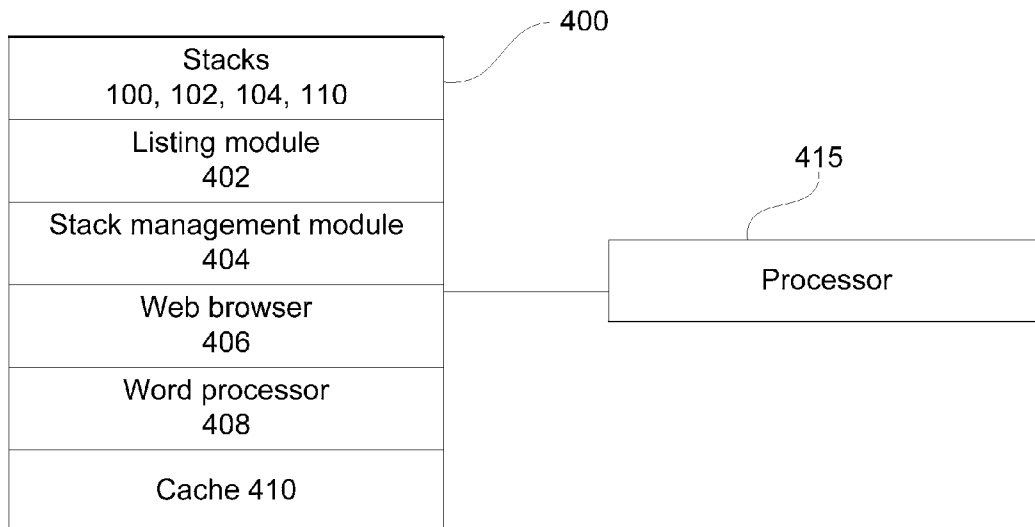 400
Stacks
100, 102, 104, 110
Listing module
402
Stack management module
404
Web browser
406
Word processor
408
Cache 410
415
Processor